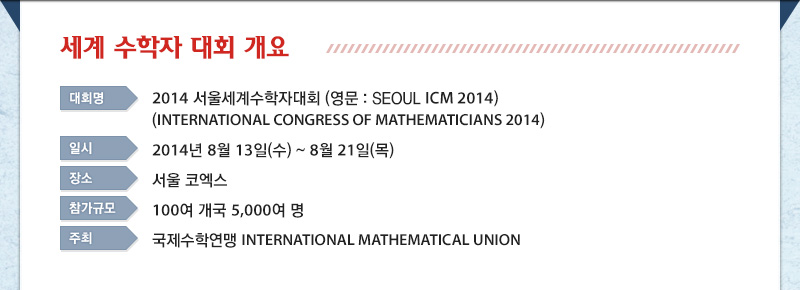 세계 수학자 대회 개요
대회명 2014 서울세계수학자대회 (영문 : SEOUL ICM 2014)
(INTERNATIONAL CONGRESS OF MATHEMATICIANS 2014)
일시 2014년 8월 13일(수) ~ 8월 21일(목)
장소 서울 코엑스
참가규모 100여 개국 5,000여 명
주최 국제수학연맹 INTERNATIONAL MATHEMATICAL UNION